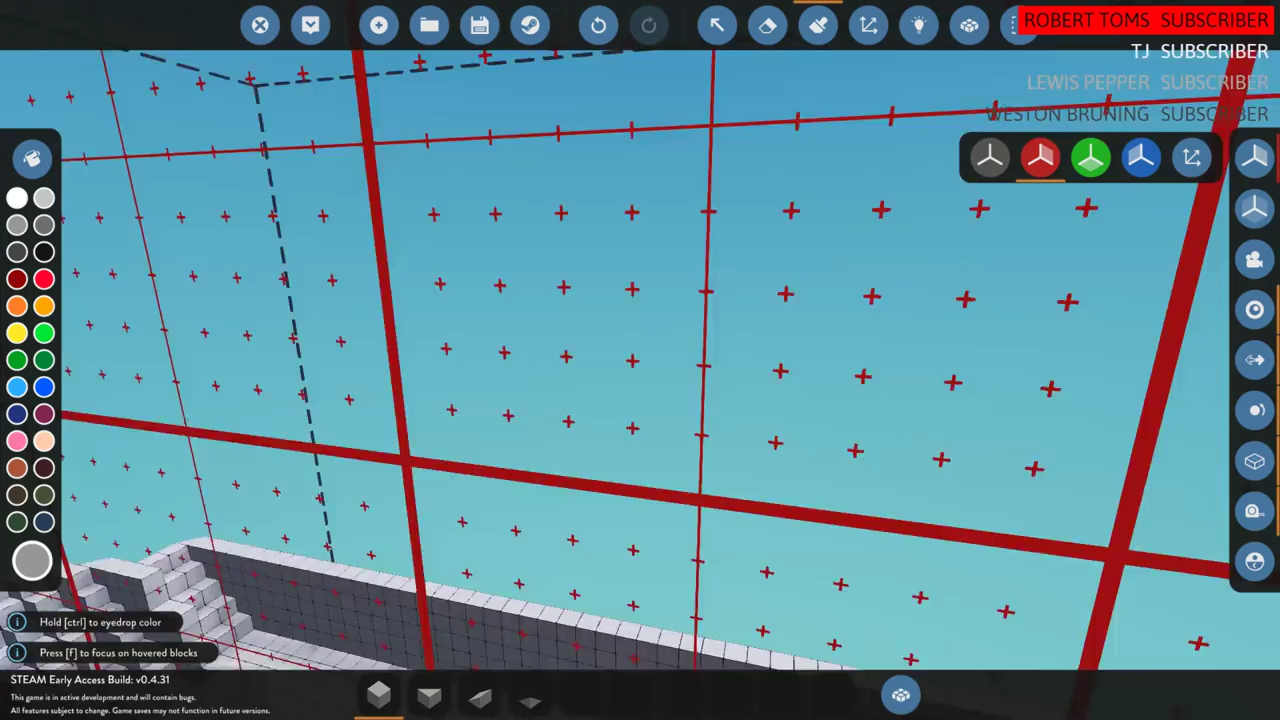 ROBERT TOMS SUBSCRIBER
TJ SUBSCRIBER
LEWIS PEPPER SUBSCRIBER
WESTON BRUNING SUBSCRIBER
Hold [ctrl] to eyedrop color
Press [f] to focus on hovered blocks
STEAM Early Access Build: v0.4.31
This game is in active development and will contain bugs.
All features subject to change. Game saves may not function in future versions.